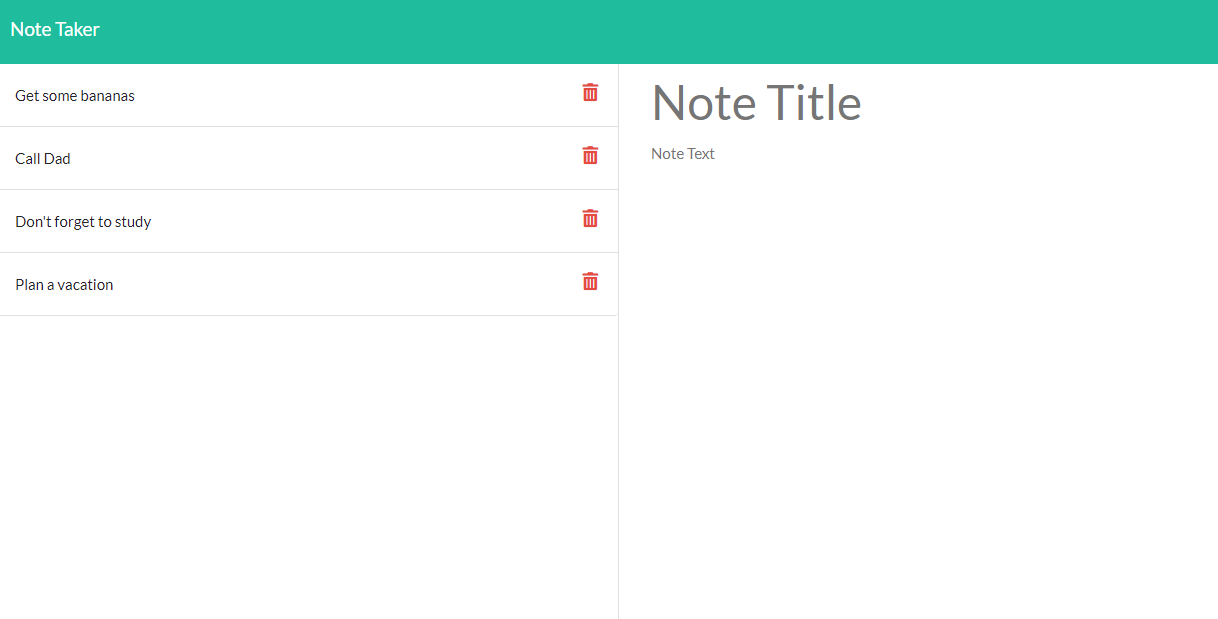 Note Taker
Get some bananas
Call Dad
Don't forget to study
Plan a vacation
Note Title
Note Text